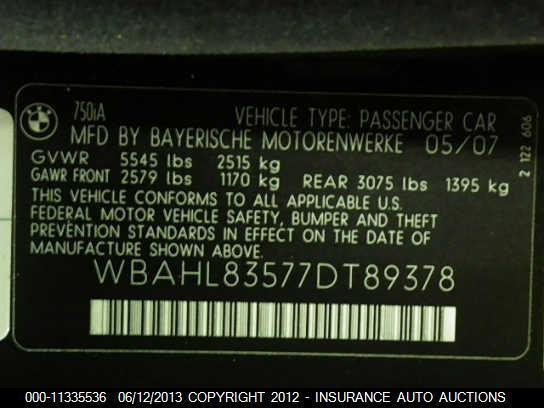 750iA VEHICLE TYPE: PASSENGER CAR
MFD BY BAYERISCHE MOTORENWERKE 05/07
GVWR 5545 lbs 2515 kg
GAWR FRONT 2579 lbs 1170 kg REAR 3075 lbs 1395 kg
THIS VEHICLE CONFORMS TO ALL APPLICABLE U.S.
FEDERAL MOTOR VEHICLE SAFETY, BUMPER AND THEFT
PREVENTION STANDARDS IN EFFECT ON THE DATE OF
MANUFACTURE SHOWN ABOVE.
WBAHL83577DT89378
2 122 606
000-11335536 06/12/2013 COPYRIGHT 2012 - INSURANCE AUTO AUCTIONS